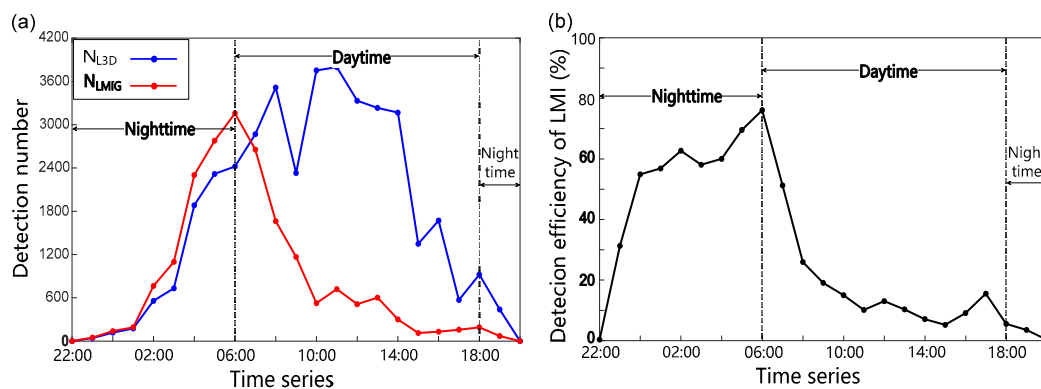 (a)
4200
3600
3000
2400
1800
1200
600
0
Detection number
N_L3D
N_LMIG
Nighttime
Daytime
Night
time
22:00 02:00 06:00 10:00 14:00 18:00
Time series
(b)
100
80
60
40
20
0
Detecion efficiency of LMI (%)
Nighttime
Daytime
Nigh
time
22:00 02:00 06:00 10:00 14:00 18:00
Time series